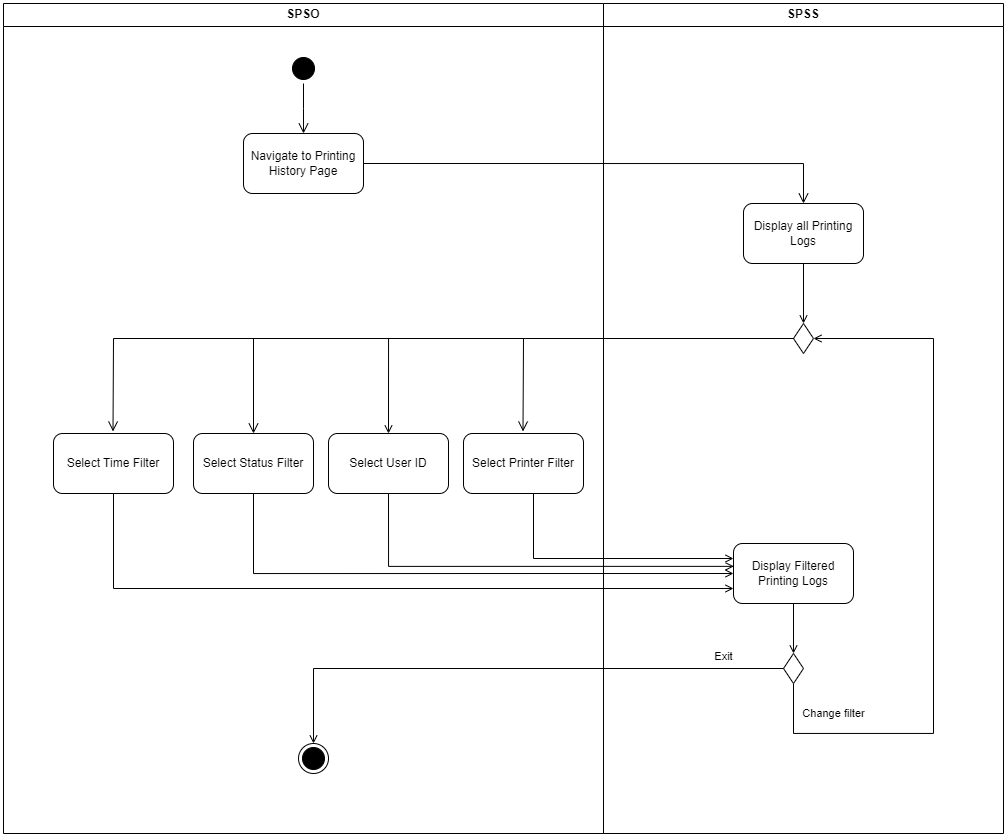 SPSO
SPSS
Navigate to Printing
History Page
Display all Printing
Logs
Select Time Filter
Select Status Filter
Select User ID
Select Printer Filter
Display Filtered
Printing Logs
Exit
Change filter